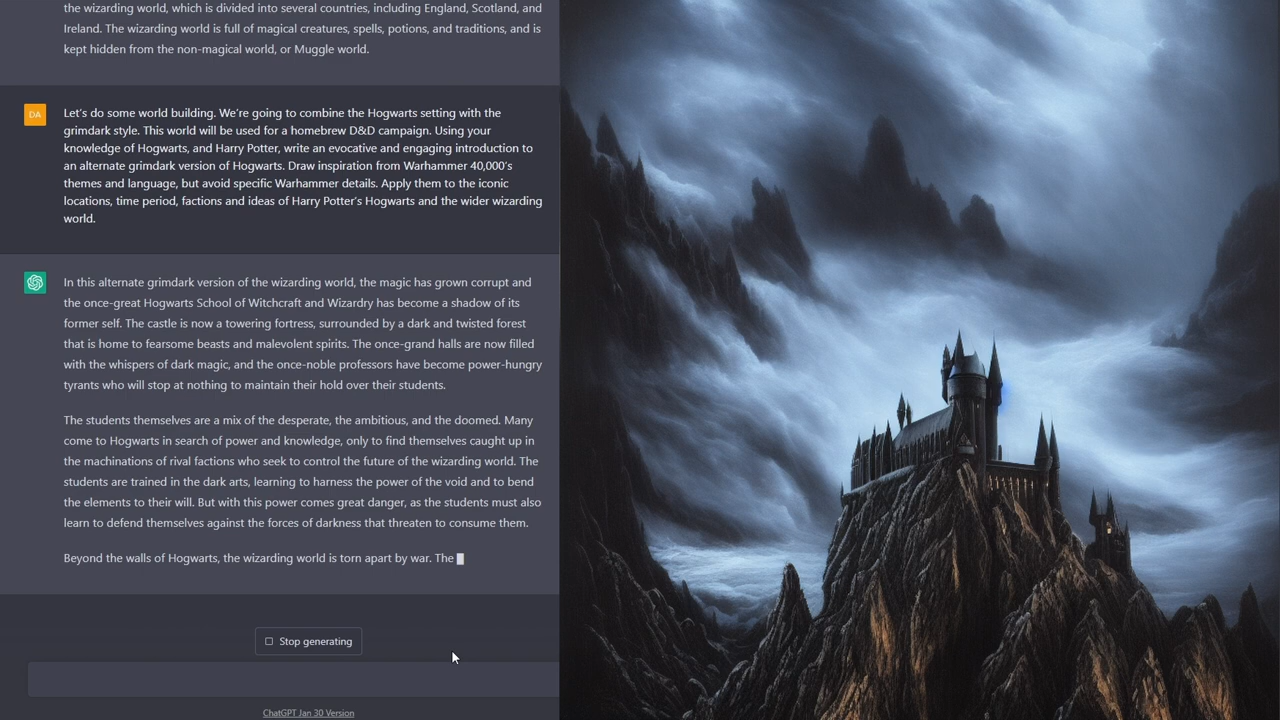 the wizarding world, which is divided into several countries, including England, Scotland, and
Ireland. The wizarding world is full of magical creatures, spells, potions, and traditions, and is
kept hidden from the non-magical world, or Muggle world.
DA
Let's do some world building. We're going to combine the Hogwarts setting with the
grimdark style. This world will be used for a homebrew D&D campaign. Using your
knowledge of Hogwarts, and Harry Potter, write an evocative and engaging introduction to
an alternate grimdark version of Hogwarts. Draw inspiration from Warhammer 40,000's
themes and language, but avoid specific Warhammer details. Apply them to the iconic
locations, time period, factions and ideas of Harry Potter's Hogwarts and the wider wizarding
world.
In this alternate grimdark version of the wizarding world, the magic has grown corrupt and
the once-great Hogwarts School of Witchcraft and Wizardry has become a shadow of its
former self. The castle is now a towering fortress, surrounded by a dark and twisted forest
that is home to fearsome beasts and malevolent spirits. The once-grand halls are now filled
with the whispers of dark magic, and the once-noble professors have become power-hungry
tyrants who will stop at nothing to maintain their hold over their students.
The students themselves are a mix of the desperate, the ambitious, and the doomed. Many
come to Hogwarts in search of power and knowledge, only to find themselves caught up in
the machinations of rival factions who seek to control the future of the wizarding world. The
students are trained in the dark arts, learning to harness the power of the void and to bend
the elements to their will. But with this power comes great danger, as the students must also
learn to defend themselves against the forces of darkness that threaten to consume them.
Beyond the walls of Hogwarts, the wizarding world is torn apart by war. The
Stop generating
ChatGPT Jan 30 Version